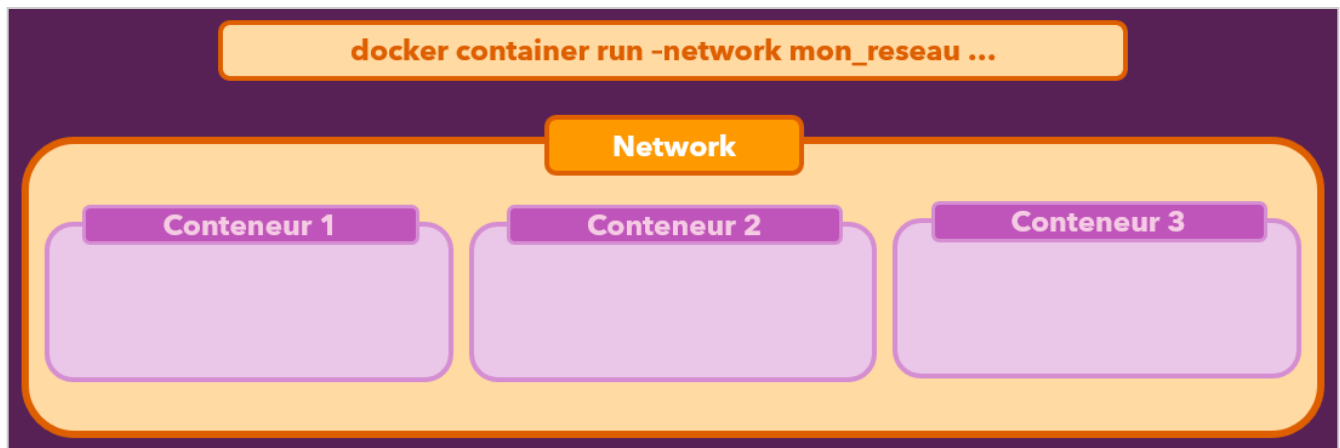 docker container run –network mon_reseau …
Network
Conteneur 1
Conteneur 2
Conteneur 3